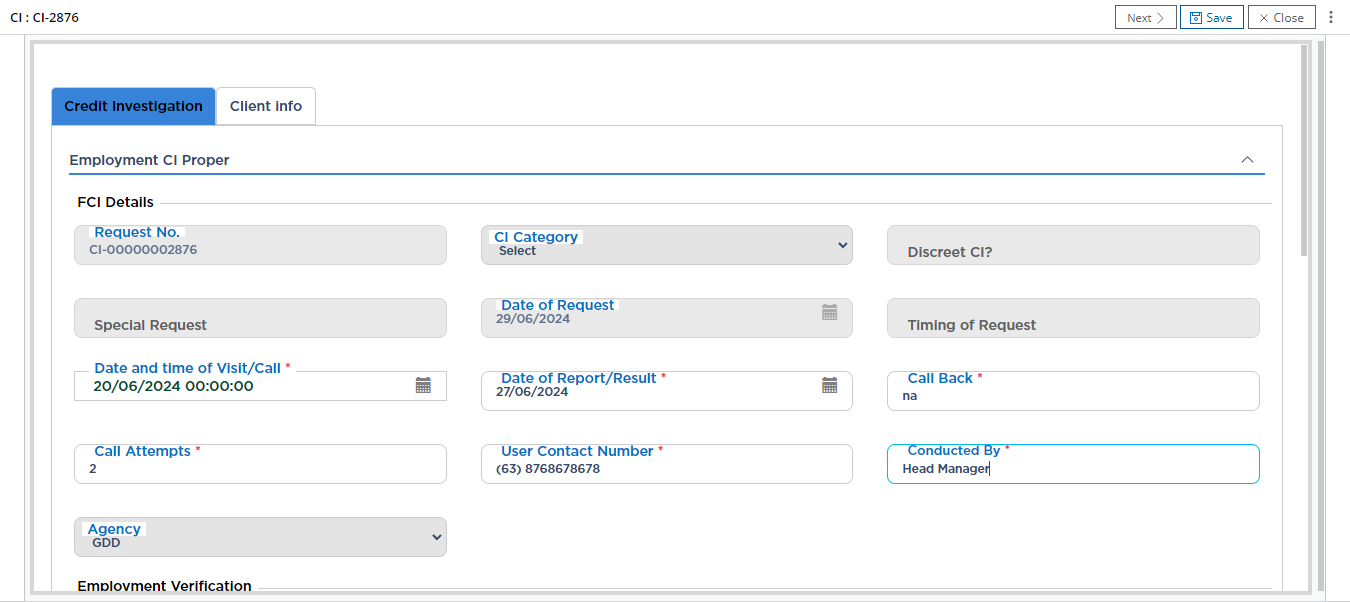 CI : CI-2876
Next
Save
Close
Credit Investigation
Client info
Employment CI Proper
FCI Details
Request No.
CI-00000002876
CI Category
Select
Discreet CI?
Special Request
Date of Request
29/06/2024
Timing of Request
Date and time of Visit/Call *
20/06/2024 00:00:00
Date of Report/Result *
27/06/2024
Call Back *
na
Call Attempts *
2
User Contact Number *
(63) 8768678678
Conducted By *
Head Manager
Agency
GDD
Employment Verification